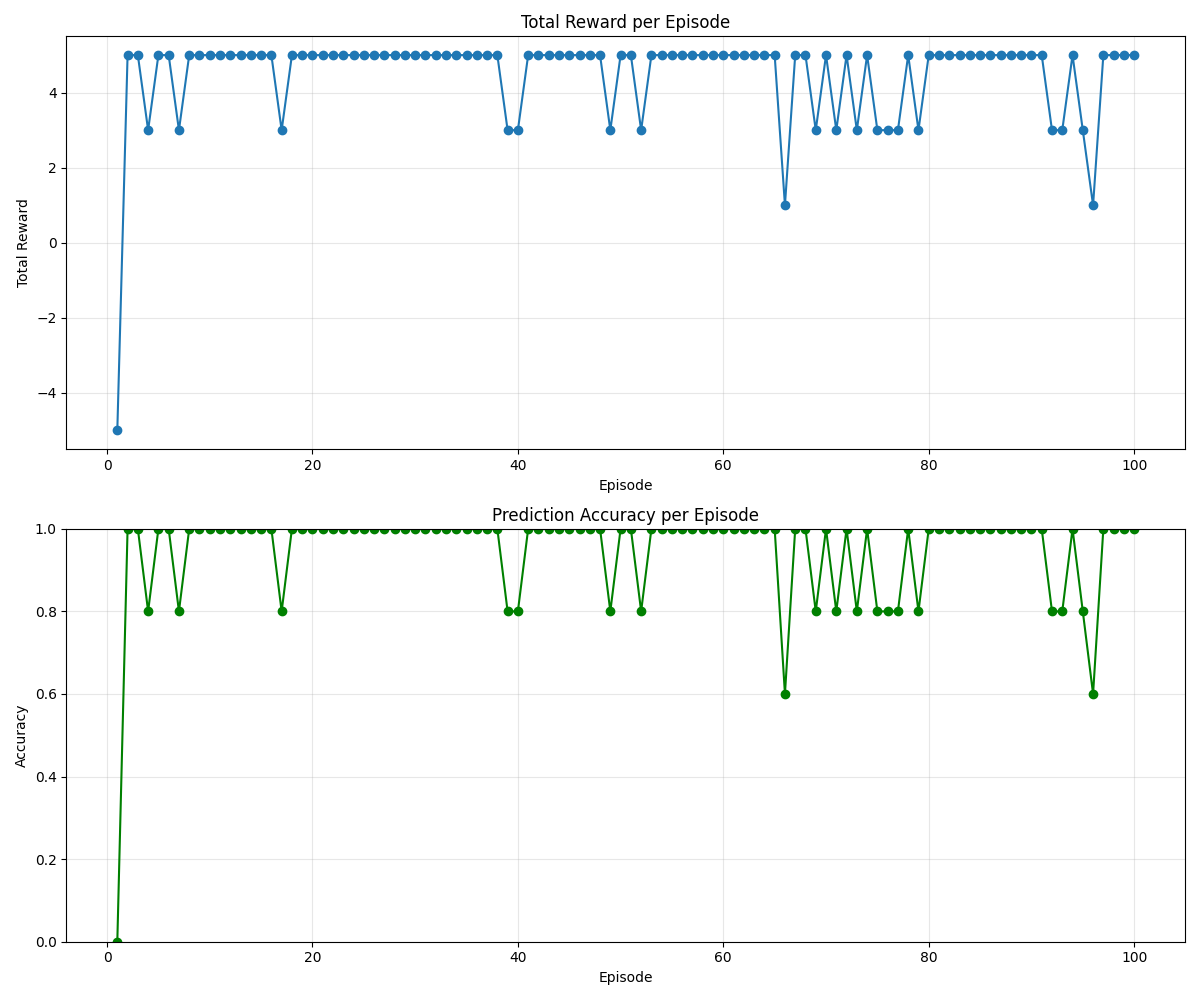 Total Reward per Episode
4
2
0
−2
−4
Total Reward
0 20 40 60 80 100
Episode
Prediction Accuracy per Episode
1.0
0.8
0.6
0.4
0.2
0.0
Accuracy
0 20 40 60 80 100
Episode